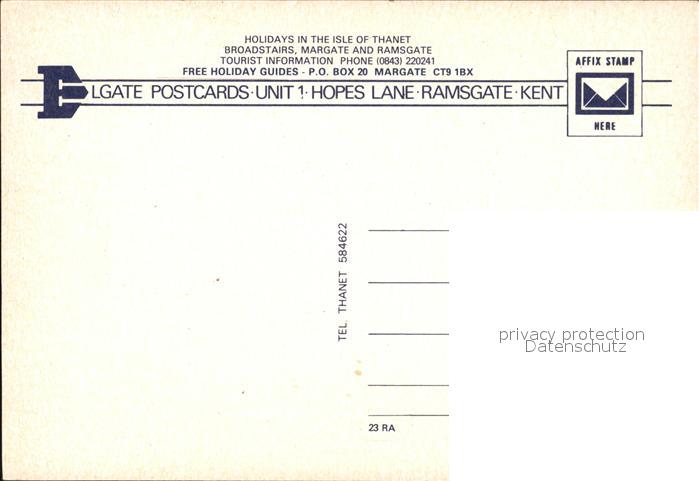 HOLIDAYS IN THE ISLE OF THANET
BROADSTAIRS, MARGATE AND RAMSGATE
TOURIST INFORMATION PHONE (0843) 220241
FREE HOLIDAY GUIDES - P.O. BOX 20 MARGATE CT9 1BX
ELGATE POSTCARDS·UNIT 1·HOPES LANE·RAMSGATE·KENT
AFFIX STAMP
HERE
TEL. THANET 584622
privacy protection
Datenschutz
23 RA